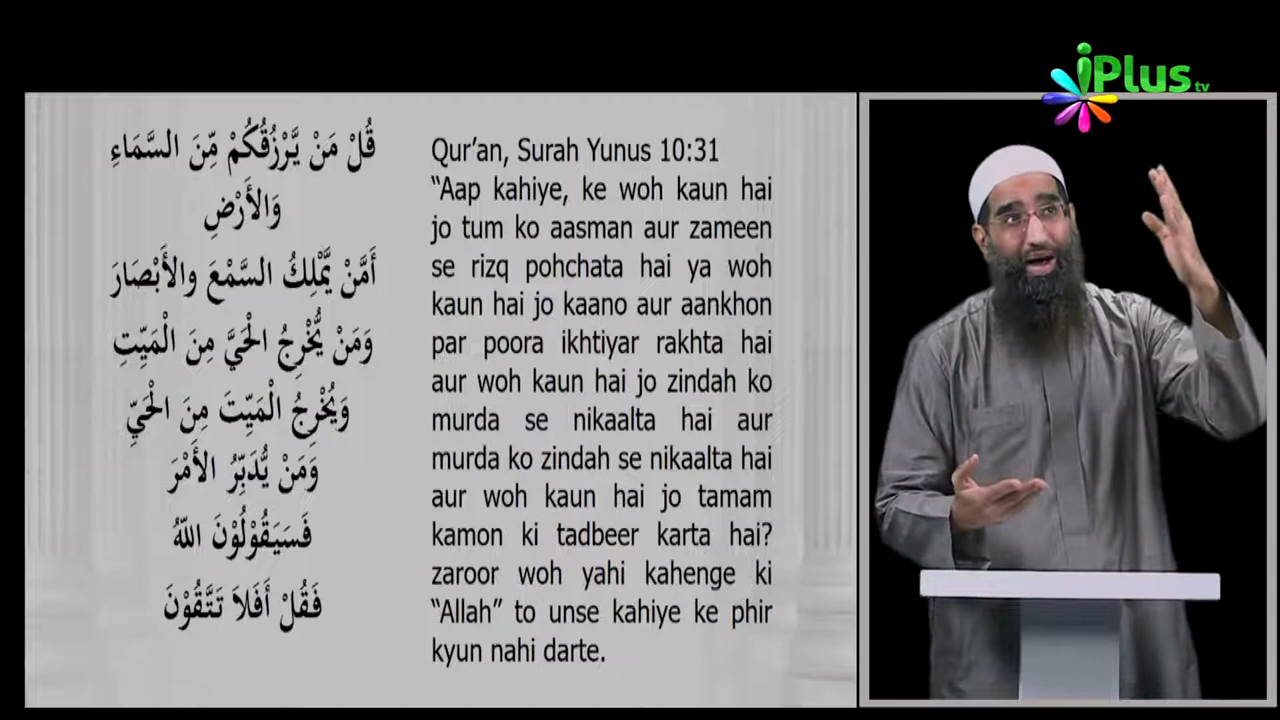 iPlus tv
قُلْ مَنْ يَّرْزُقُكُمْ مِّنَ السَّمَاءِ
وَالأَرْضِ
أَمَّنْ يَّمْلِكُ السَّمْعَ والأَبْصَارَ
وَمَنْ يُّخْرِجُ الْحَيَّ مِنَ الْمَيِّتِ
وَيُخْرِجُ الْمَيِّتَ مِنَ الْحَيِّ
وَمَنْ يُّدَبِّرُ الأَمْرَ
فَسَيَقُوْلُوْنَ اللّهُ
فَقُلْ أَفَلاَ تَتَّقُوْنَ
Qur’an, Surah Yunus 10:31
“Aap kahiye, ke woh kaun hai
jo tum ko aasman aur zameen
se rizq pohchata hai ya woh
kaun hai jo kaano aur aankhon
par poora ikhtiyar rakhta hai
aur woh kaun hai jo zindah ko
murda se nikaalta hai aur
murda ko zindah se nikaalta hai
aur woh kaun hai jo tamam
kamon ki tadbeer karta hai?
zaroor woh yahi kahenge ki
“Allah” to unse kahiye ke phir
kyun nahi darte.